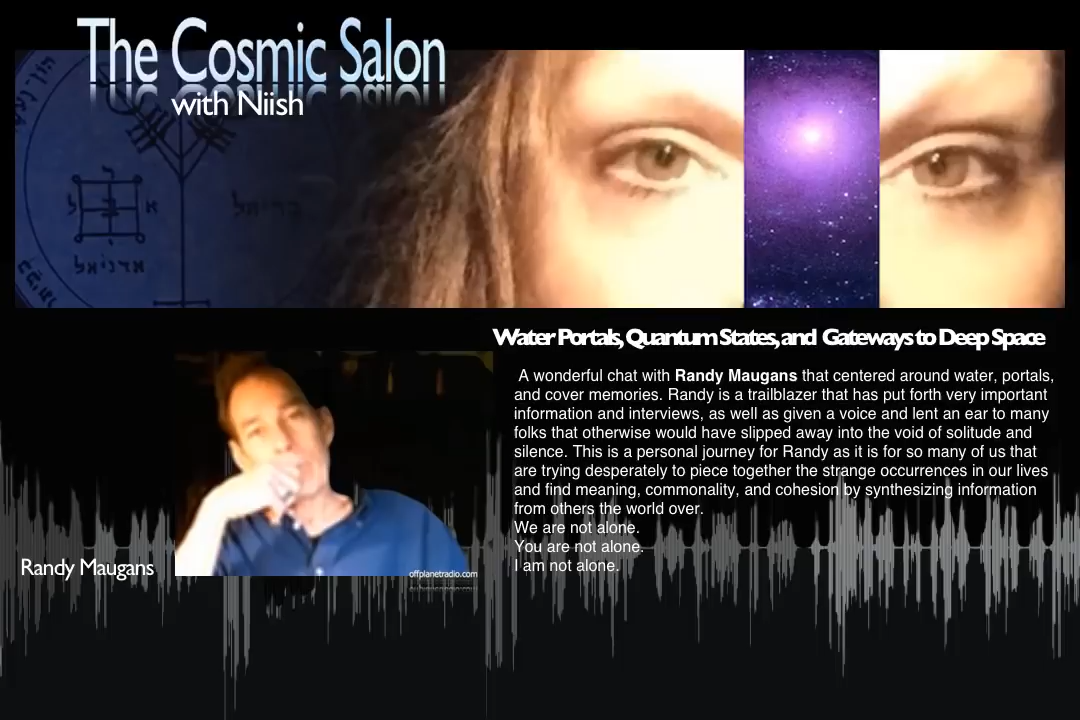 The Cosmic Salon
with Niish
אדניאל
Water Portals, Quantum States, and Gateways to Deep Space
A wonderful chat with Randy Maugans that centered around water, portals,
and cover memories. Randy is a trailblazer that has put forth very important
information and interviews, as well as given a voice and lent an ear to many
folks that otherwise would have slipped away into the void of solitude and
silence. This is a personal journey for Randy as it is for so many of us that
are trying desperately to piece together the strange occurrences in our lives
and find meaning, commonality, and cohesion by synthesizing information
from others the world over.
We are not alone.
You are not alone.
I am not alone.
Randy Maugans
offplanetradio.com